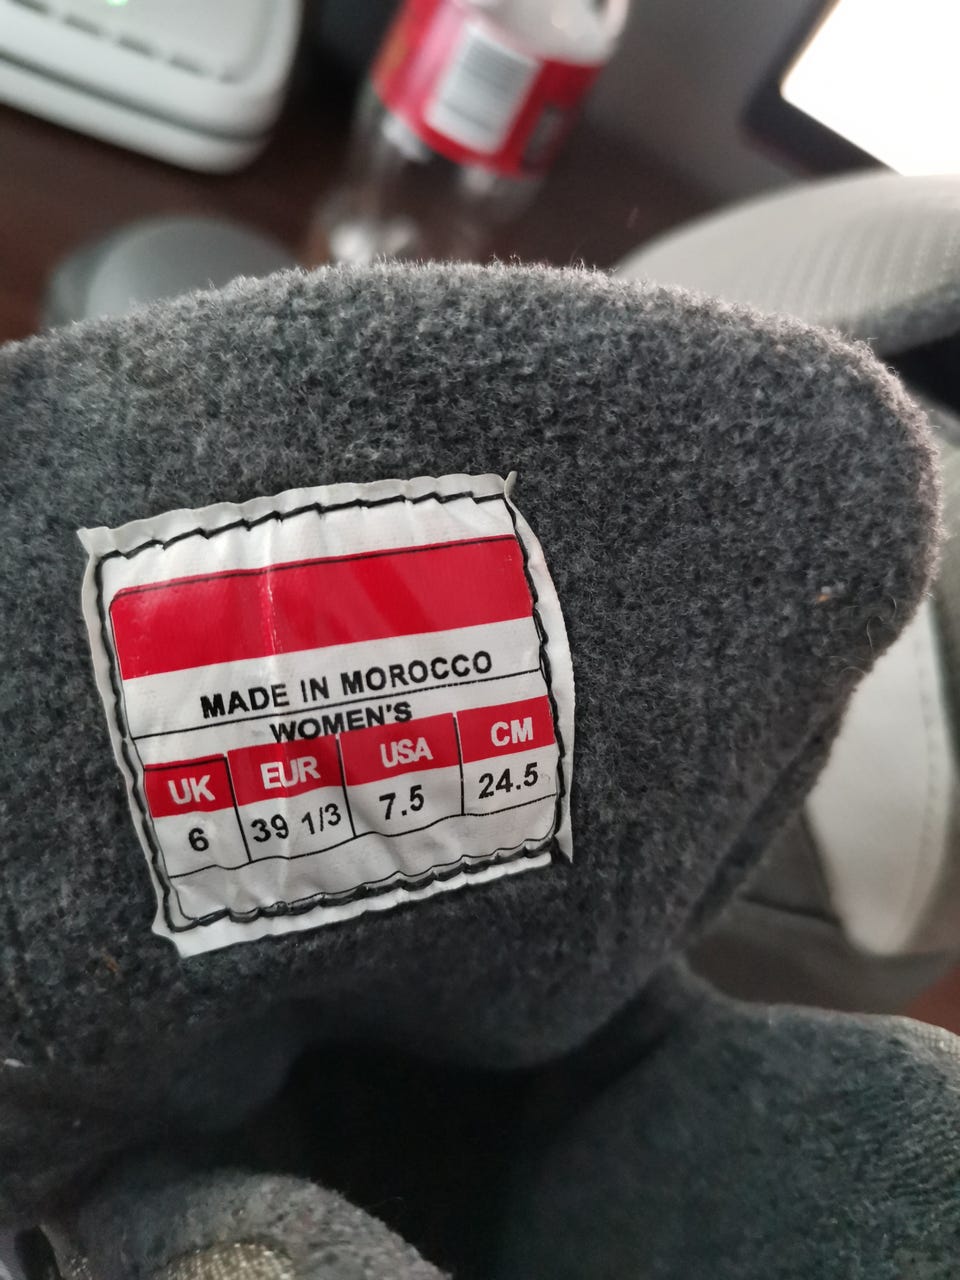 MADE IN MOROCCO
WOMEN'S
UK EUR USA CM
6 39 1/3 7.5 24.5